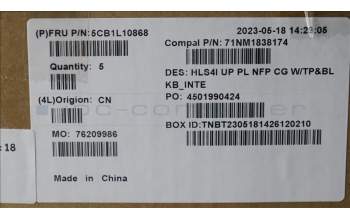 (P)FRU P/N:5CB1L10868
2023-05-18 14:29:05
Compal P/N: 71NM1838174
Quantity: 5
DES: HLS4I UP PL NFP CG W/TP&BL
KB_INTE
(4L)Origion: CN
PO: 4501990424
MO: 76209986
BOX ID:TNBT2305181426120210
: 18
Made in China